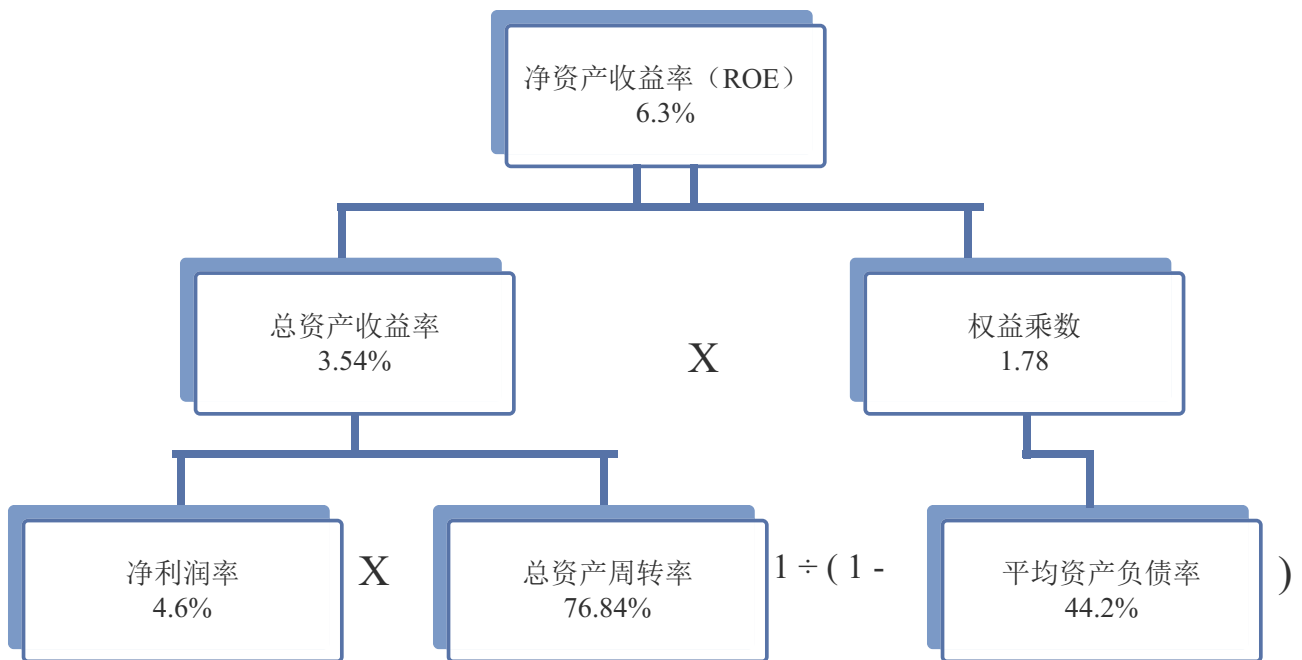 净资产收益率（ROE）
6.3%
总资产收益率
3.54%
X
权益乘数
1.78
净利润率
4.6%
X
总资产周转率
76.84%
1 ÷ ( 1 -
平均资产负债率
44.2%
)